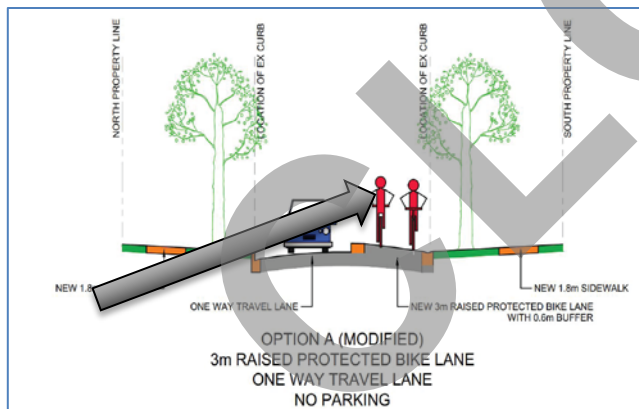 NORTH PROPERTY LINE
LOCATION OF EX CURB
LOCATION OF EX CURB
SOUTH PROPERTY LINE
NEW 1.8
ONE WAY TRAVEL LANE
NEW 3m RAISED PROTECTED BIKE LANE
WITH 0.6m BUFFER
NEW 1.8m SIDEWALK
OPTION A (MODIFIED)
3m RAISED PROTECTED BIKE LANE
ONE WAY TRAVEL LANE
NO PARKING